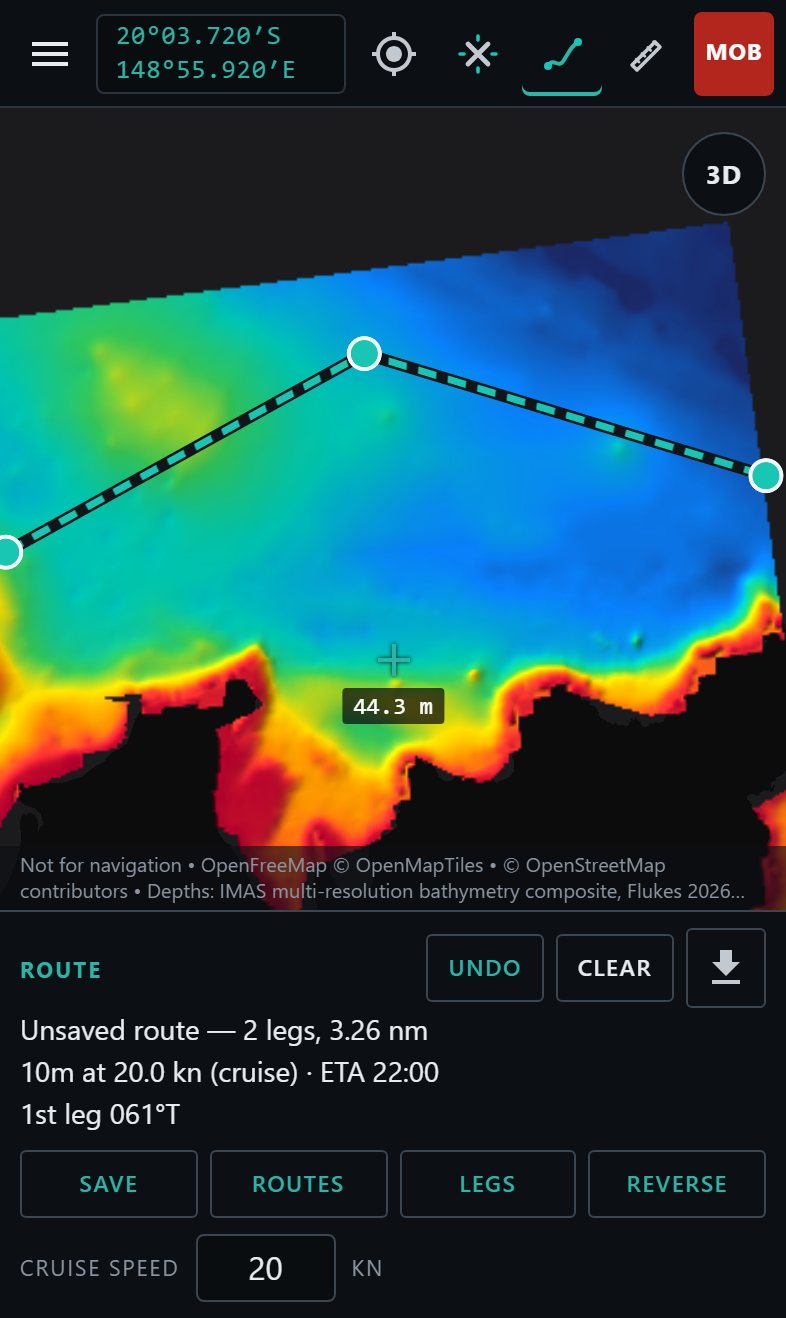 20°03.720′S
148°55.920′E
MOB
3D
44.3 m
Not for navigation • OpenFreeMap © OpenMapTiles • © OpenStreetMap
contributors • Depths: IMAS multi-resolution bathymetry composite, Flukes 2026...
ROUTE
UNDO
CLEAR
Unsaved route — 2 legs, 3.26 nm
10m at 20.0 kn (cruise) · ETA 22:00
1st leg 061°T
SAVE
ROUTES
LEGS
REVERSE
CRUISE SPEED
20
KN